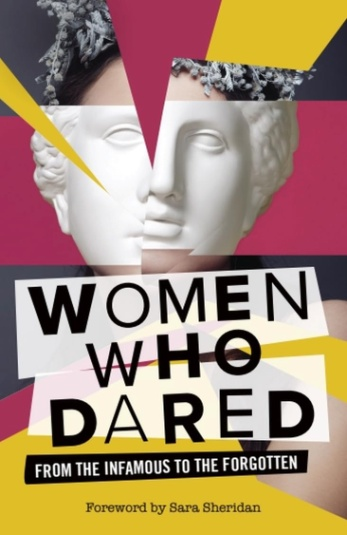 WOMEN
WHO
DARED
FROM THE INFAMOUS TO THE FORGOTTEN
Foreword by Sara Sheridan